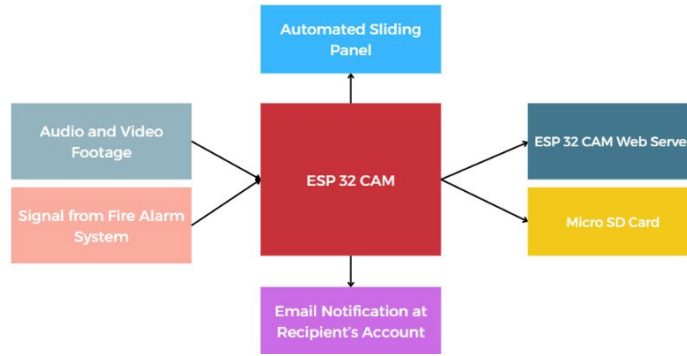 Automated Sliding
Panel
Audio and Video
Footage
ESP 32 CAM
ESP 32 CAM Web Serve
Signal from Fire Alarm
System
Micro SD Card
Email Notification at
Recipient's Account